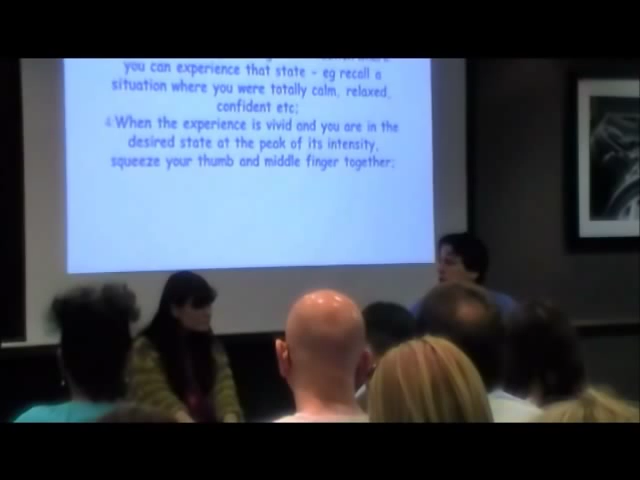 you can experience that state – eg recall a
situation where you were totally calm, relaxed,
confident etc;
4. When the experience is vivid and you are in the
desired state at the peak of its intensity,
squeeze your thumb and middle finger together;